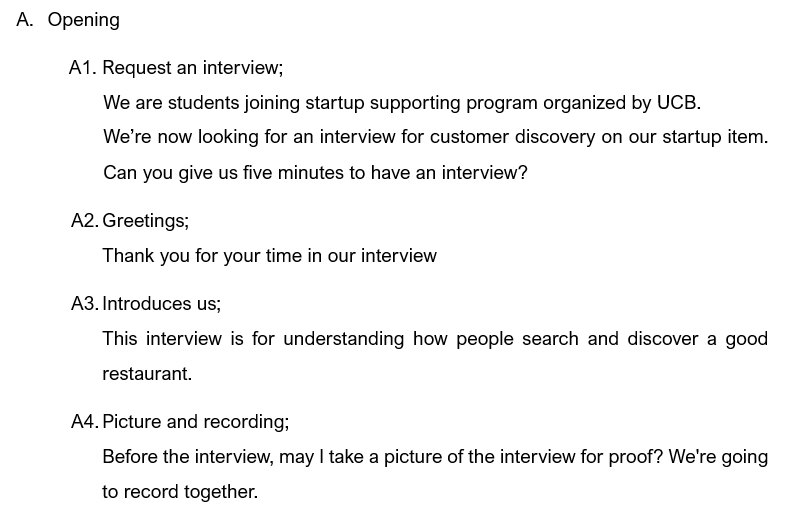 A. Opening
A1. Request an interview;
We are students joining startup supporting program organized by UCB.
We’re now looking for an interview for customer discovery on our startup item.
Can you give us five minutes to have an interview?
A2. Greetings;
Thank you for your time in our interview
A3. Introduces us;
This interview is for understanding how people search and discover a good
restaurant.
A4. Picture and recording;
Before the interview, may I take a picture of the interview for proof? We're going
to record together.